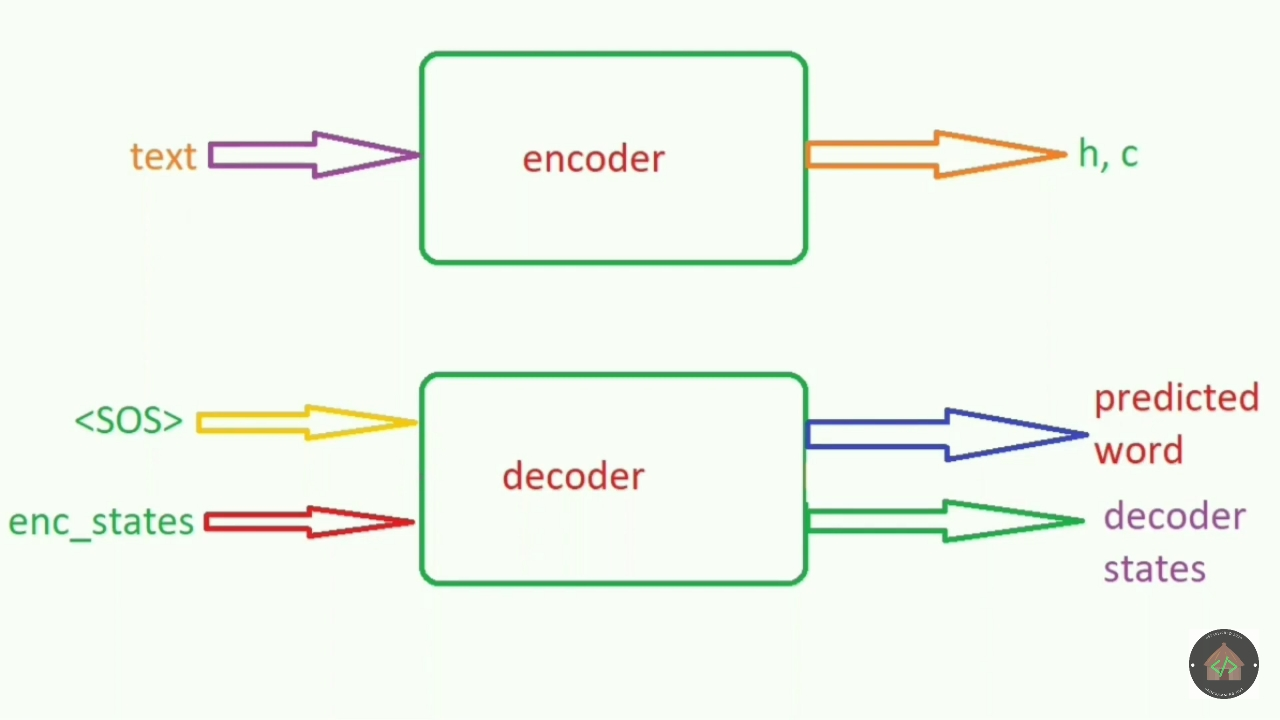 text
encoder
h, c
<SOS>
enc_states
decoder
predicted
word
decoder
states